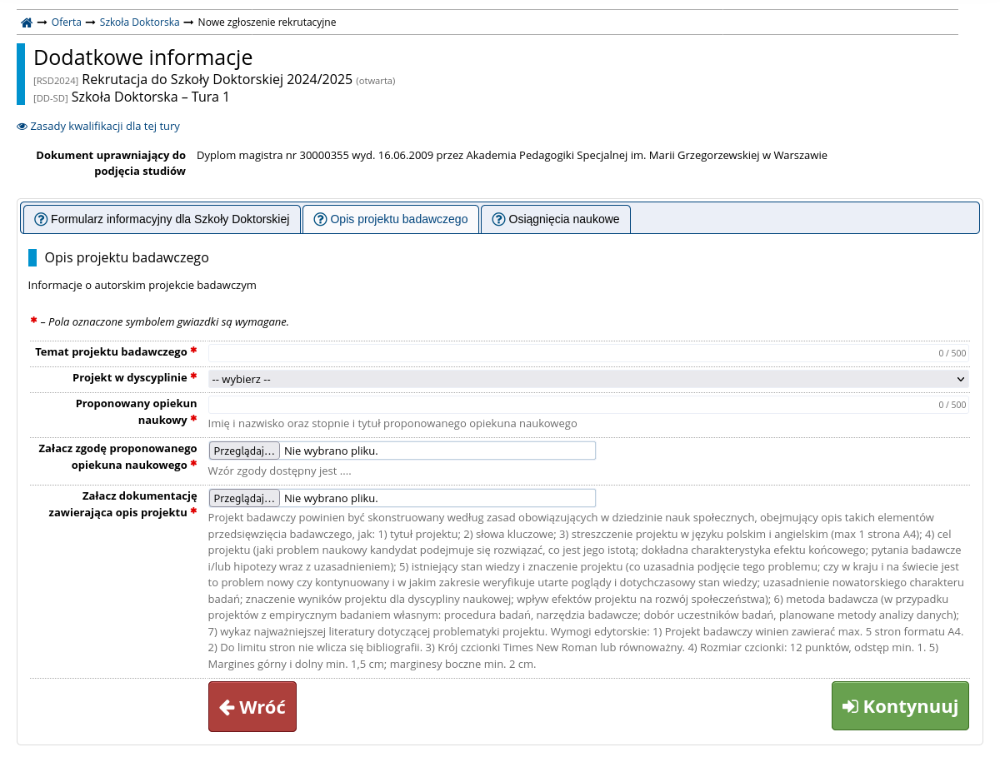 → Oferta → Szkoła Doktorska → Nowe zgłoszenie rekrutacyjne
Dodatkowe informacje
[RSD2024] Rekrutacja do Szkoły Doktorskiej 2024/2025 (otwarta)
[DD-SD] Szkoła Doktorska – Tura 1
Zasady kwalifikacji dla tej tury
Dokument uprawniający do podjęcia studiów
Dyplom magistra nr 30000355 wyd. 16.06.2009 przez Akademia Pedagogiki Specjalnej im. Marii Grzegorzewskiej w Warszawie
Formularz informacyjny dla Szkoły Doktorskiej
Opis projektu badawczego
Osiągnięcia naukowe
Opis projektu badawczego
Informacje o autorskim projekcie badawczym
* – Pola oznaczone symbolem gwiazdki są wymagane.
Temat projektu badawczego *
0 / 500
Projekt w dyscyplinie *
-- wybierz --
Proponowany opiekun
naukowy *
0 / 500
Imię i nazwisko oraz stopnie i tytuł proponowanego opiekuna naukowego
Załacz zgodę proponowanego
opiekuna naukowego *
Przeglądaj... Nie wybrano pliku.
Wzór zgody dostępny jest ....
Załacz dokumentację
zawierająca opis projektu *
Przeglądaj... Nie wybrano pliku.
Projekt badawczy powinien być skonstruowany według zasad obowiązujących w dziedzinie nauk społecznych, obejmujący opis takich elementów
przedsięwzięcia badawczego, jak: 1) tytuł projektu; 2) słowa kluczowe; 3) streszczenie projektu w języku polskim i angielskim (max 1 strona A4); 4) cel
projektu (jaki problem naukowy kandydat podejmuje się rozwiązać, co jest jego istotą; dokładna charakterystyka efektu końcowego; pytania badawcze
i/lub hipotezy wraz z uzasadnieniem); 5) istniejący stan wiedzy i znaczenie projektu (co uzasadnia podjęcie tego problemu; czy w kraju i na świecie jest
to problem nowy czy kontynuowany i w jakim zakresie weryfikuje utarte poglądy i dotychczasowy stan wiedzy; uzasadnienie nowatorskiego charakteru
badań; znaczenie wyników projektu dla dyscypliny naukowej; wpływ efektów projektu na rozwój społeczeństwa); 6) metoda badawcza (w przypadku
projektów z empirycznym badaniem własnym: procedura badań, narzędzia badawcze; dobór uczestników badań, planowane metody analizy danych);
7) wykaz najważniejszej literatury dotyczącej problematyki projektu. Wymogi edytorskie: 1) Projekt badawczy winien zawierać max. 5 stron formatu A4.
2) Do limitu stron nie wlicza się bibliografii. 3) Krój czcionki Times New Roman lub równoważny. 4) Rozmiar czcionki: 12 punktów, odstęp min. 1. 5)
Margines górny i dolny min. 1,5 cm; marginesy boczne min. 2 cm.
Wróć
Kontynuuj